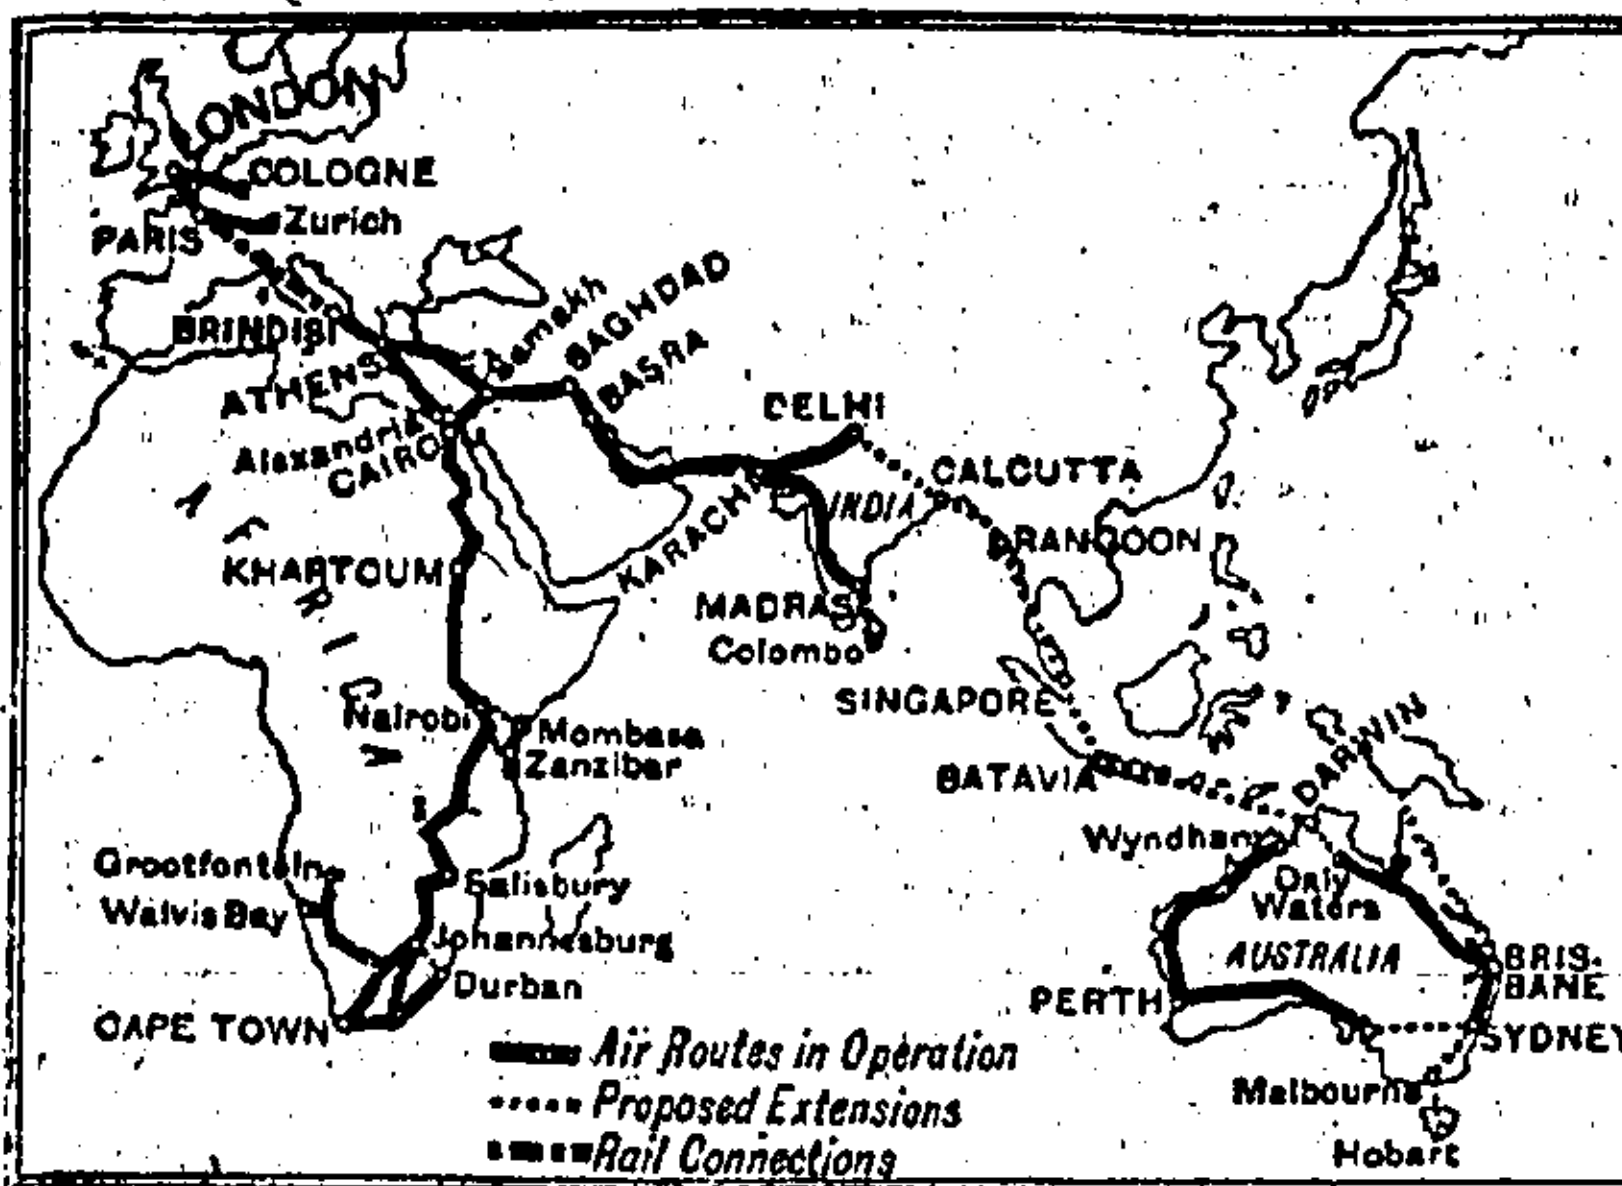 LONDON
COLOGNE
Zurich
PARIS
BRINDISI
ATHENS
Samakh
BAGHDAD
BASRA
Alexandria
CAIRO
DELHI
CALCUTTA
KARACHI
INDIA
RANGOON
AFRICA
KHARTOUM
MADRAS
Colombo
SINGAPORE
Nairobi
Mombasa
Zanzibar
BATAVIA
DARWIN
Wyndham
Grootfontein
Salisbury
Daly
Waters
Walvis Bay
Johannesburg
AUSTRALIA
BRIS-
BANE
Durban
PERTH
CAPE TOWN
SYDNEY
Air Routes in Operation
Melbourne
Proposed Extensions
Hobart
Rail Connections